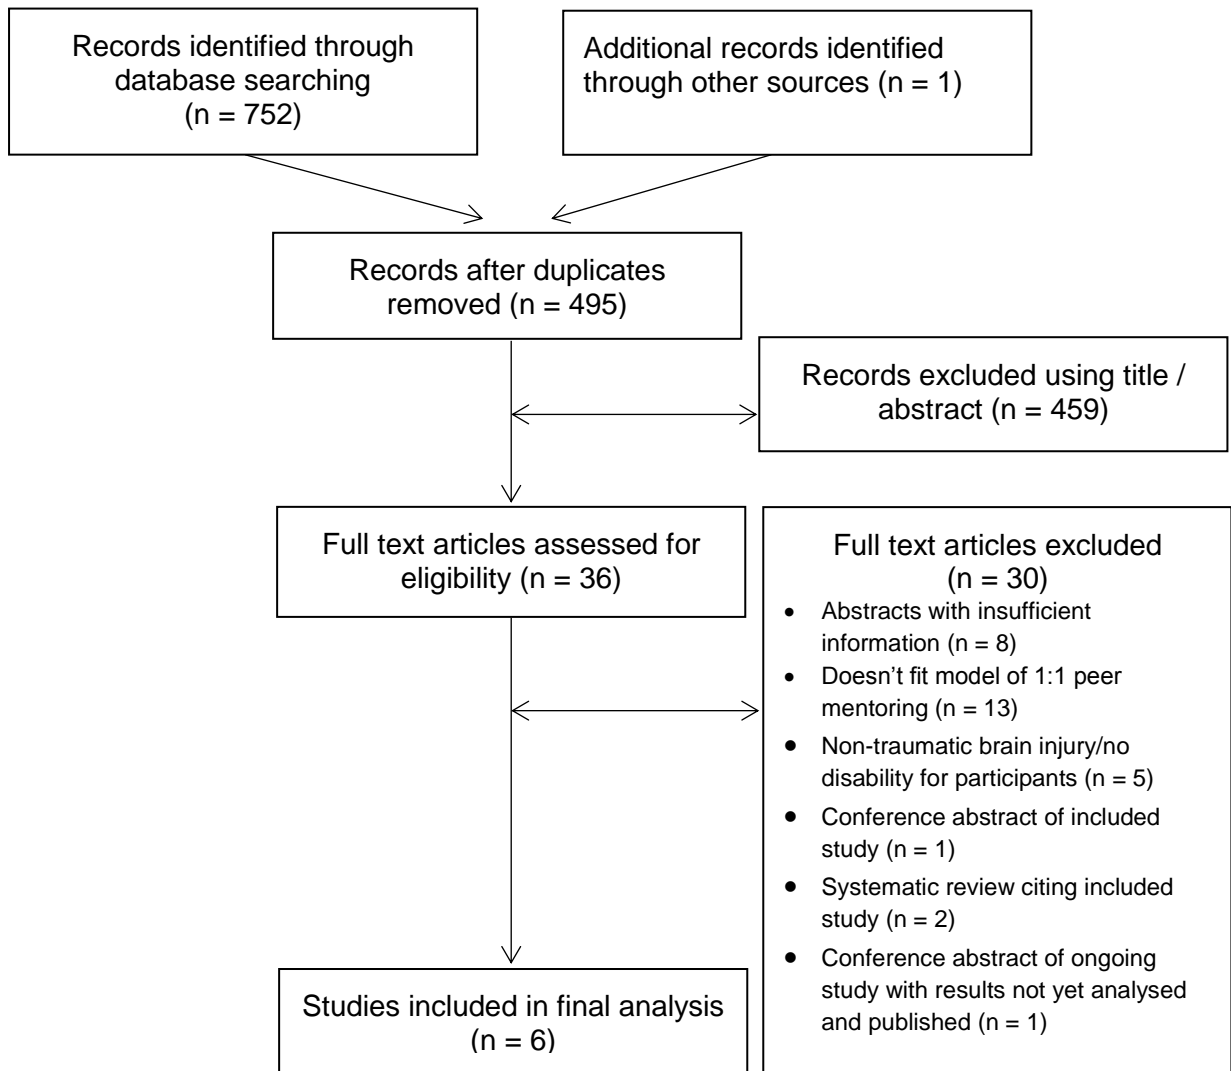 Records identified through
database searching
(n = 752)
Additional records identified
through other sources (n = 1)
Records after duplicates
removed (n = 495)
Records excluded using title /
abstract (n = 459)
Full text articles assessed for
eligibility (n = 36)
Full text articles excluded
(n = 30)
• Abstracts with insufficient
information (n = 8)
• Doesn't fit model of 1:1 peer
mentoring (n = 13)
• Non-traumatic brain injury/no
disability for participants (n = 5)
• Conference abstract of included
study (n = 1)
• Systematic review citing included
study (n = 2)
• Conference abstract of ongoing
study with results not yet analysed
and published (n = 1)
Studies included in final analysis
(n = 6)